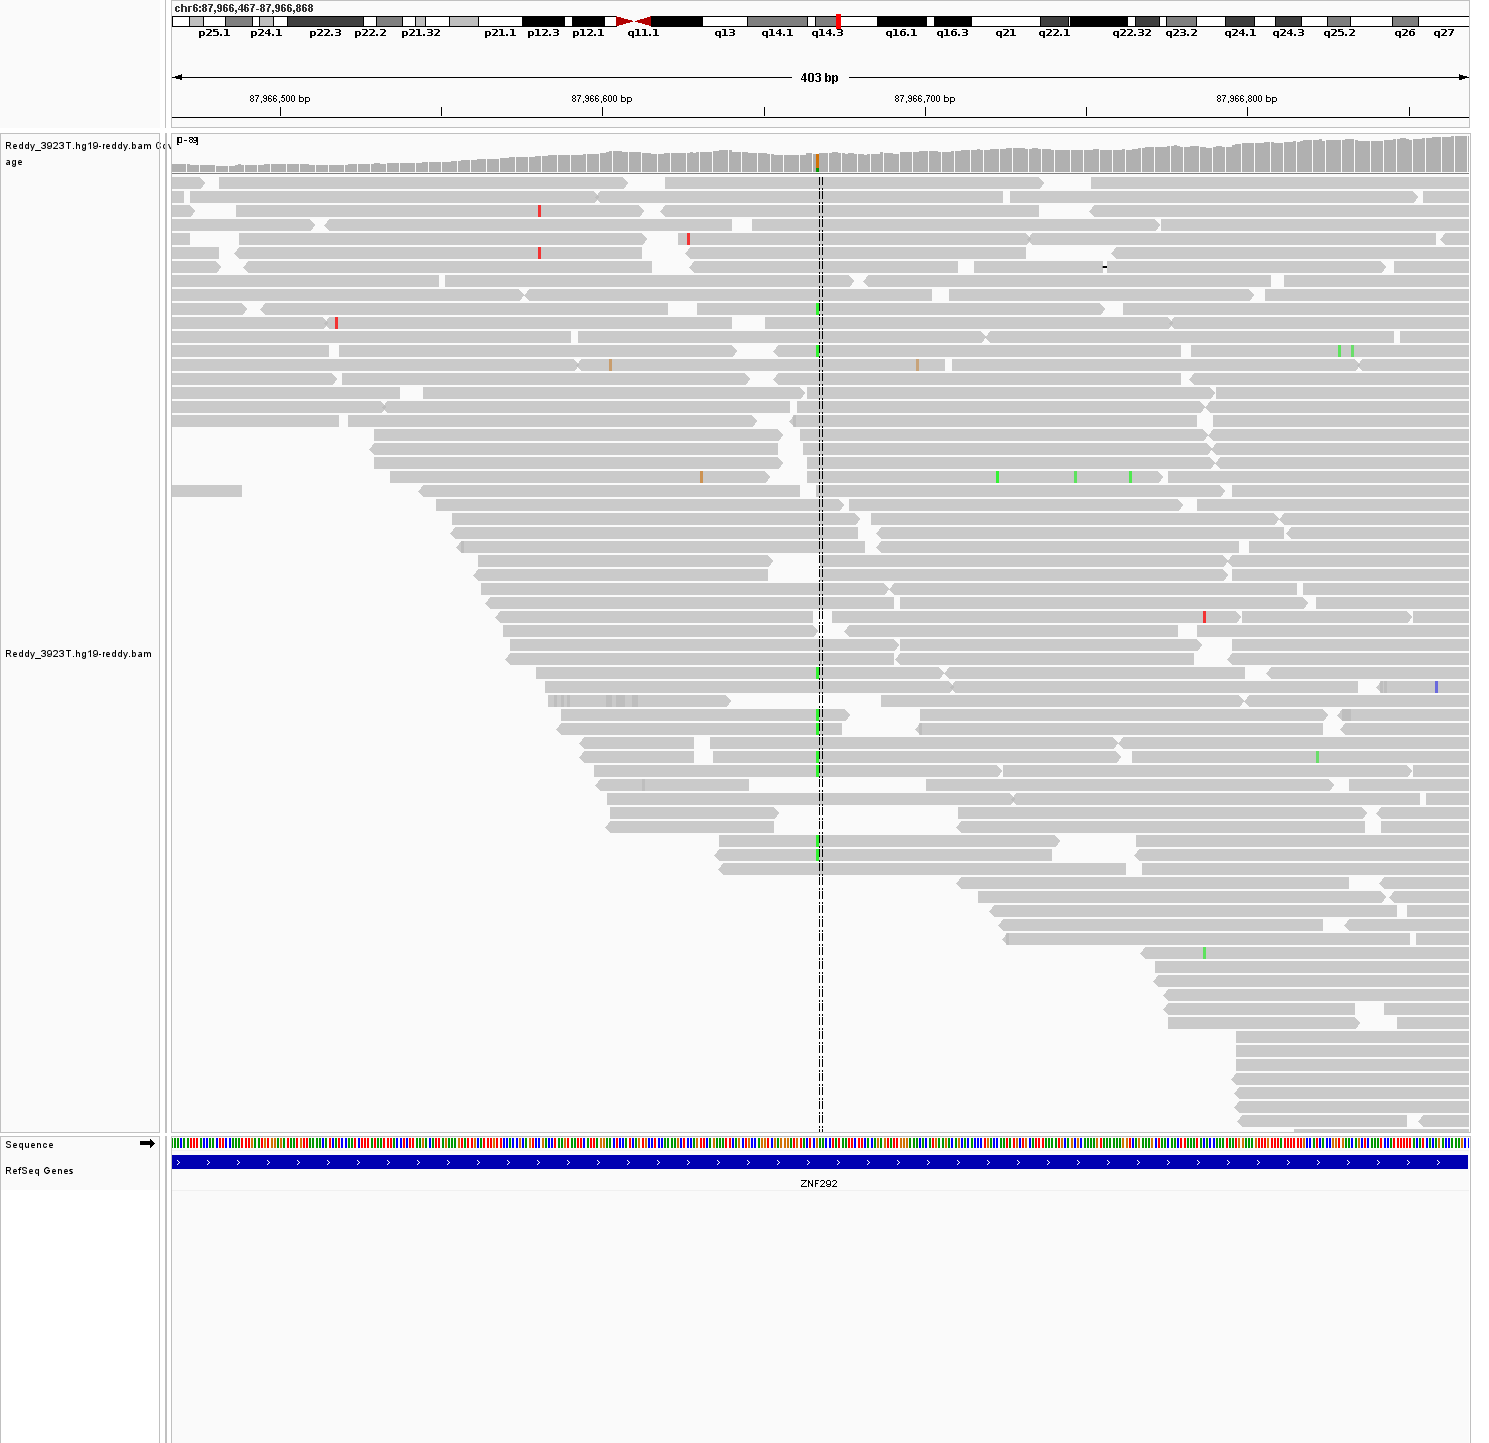 chr6:87,966,467-87,966,868
p25.1 p24.1 p22.3 p22.2 p21.32 p21.1 p12.3 p12.1 q11.1 q13 q14.1 q14.3 q16.1 q16.3 q21 q22.1 q22.32 q23.2 q24.1 q24.3 q25.2 q26 q27
403 bp
87,966,500 bp 87,966,600 bp 87,966,700 bp 87,966,800 bp
[0-89]
Reddy_3923T.hg19-reddy.bam Cov
age
Reddy_3923T.hg19-reddy.bam
Sequence
RefSeq Genes
ZNF292